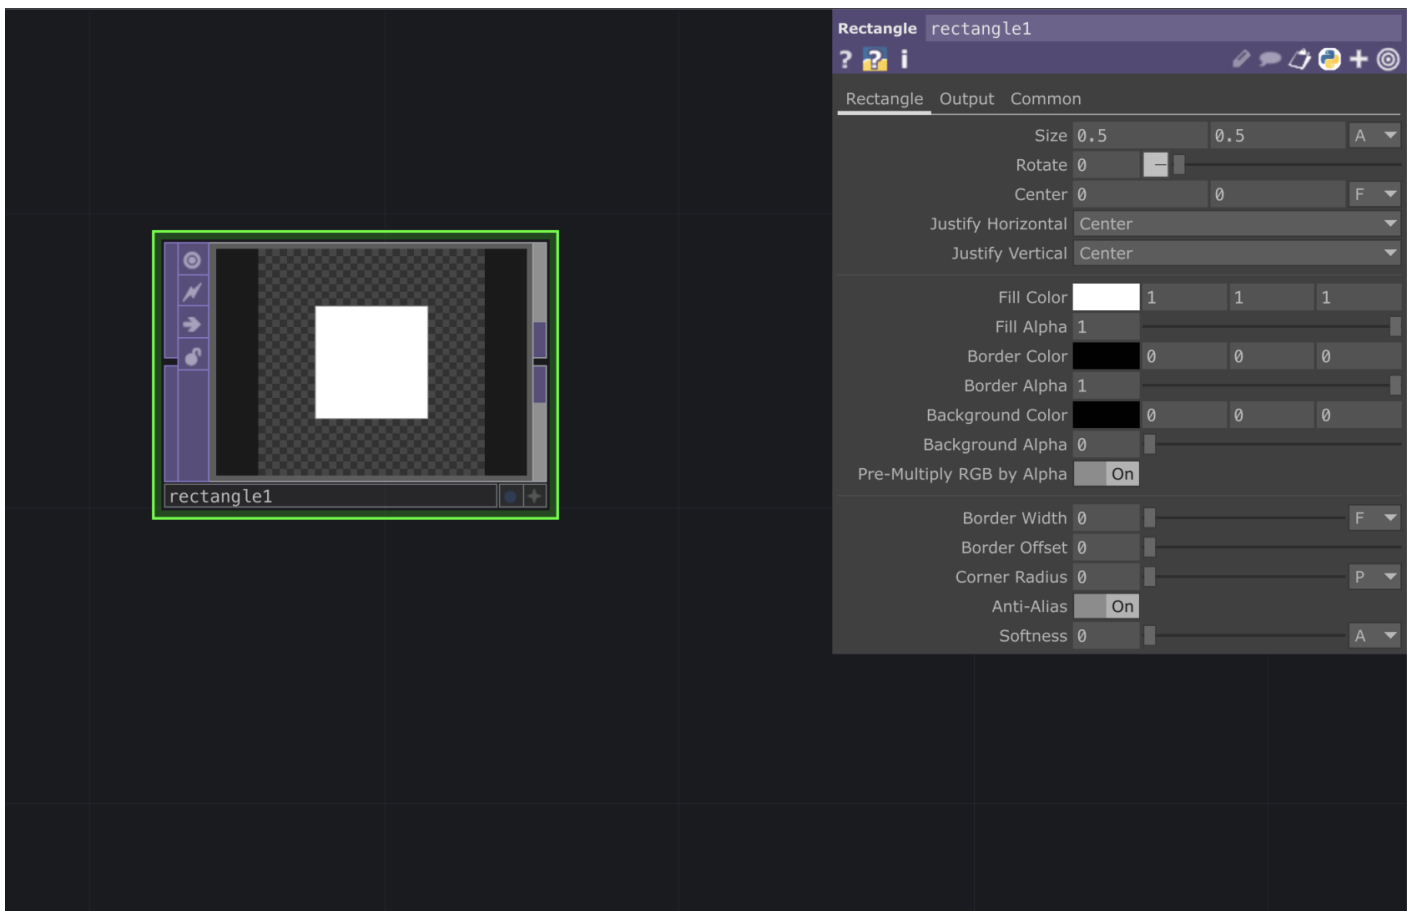 Rectangle rectangle1
? ? i
Rectangle Output Common
Size 0.5 0.5 A
Rotate 0
Center 0 0 F
Justify Horizontal Center
Justify Vertical Center
Fill Color 1 1 1
Fill Alpha 1
Border Color 0 0 0
Border Alpha 1
Background Color 0 0 0
Background Alpha 0
Pre-Multiply RGB by Alpha On
Border Width 0 F
Border Offset 0
Corner Radius 0 P
Anti-Alias On
Softness 0 A
rectangle1